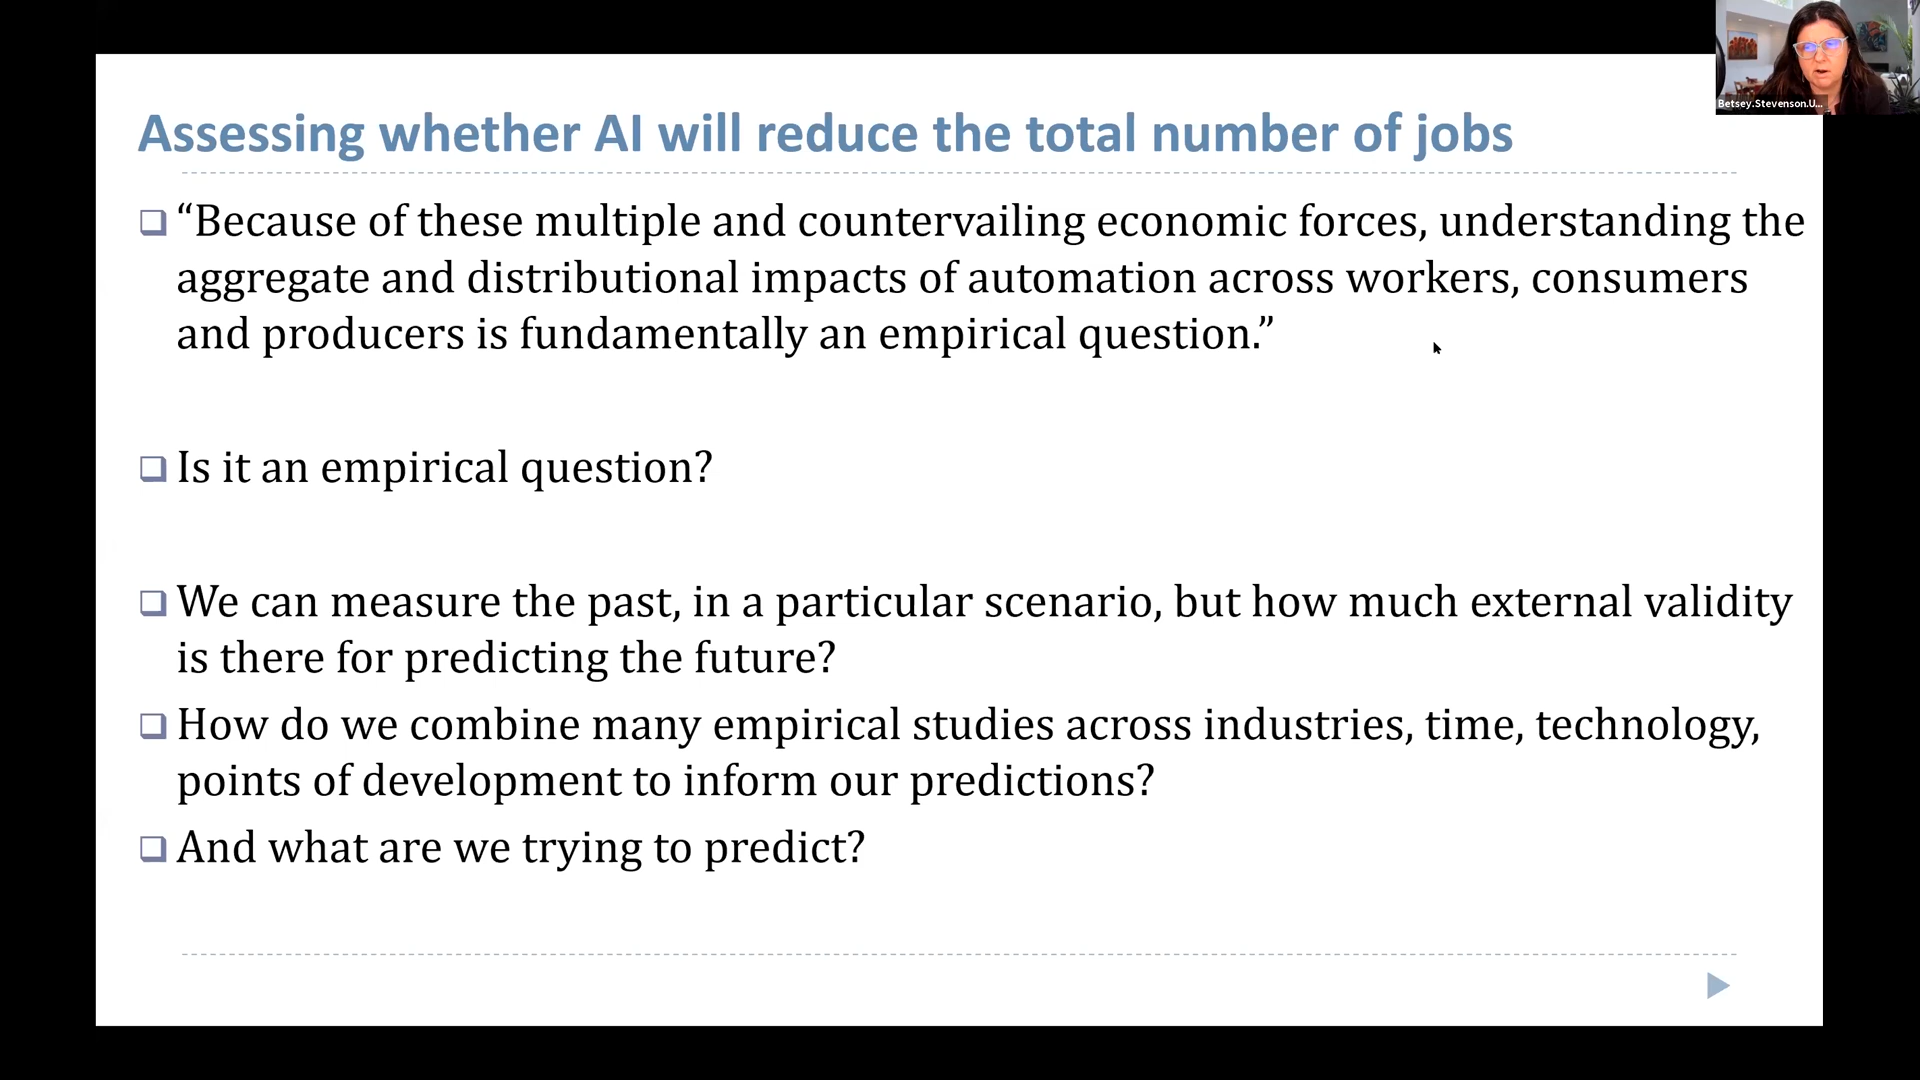 Betsey.Stevenson.U...
Assessing whether AI will reduce the total number of jobs
“Because of these multiple and countervailing economic forces, understanding the
aggregate and distributional impacts of automation across workers, consumers
and producers is fundamentally an empirical question.”
Is it an empirical question?
We can measure the past, in a particular scenario, but how much external validity
is there for predicting the future?
How do we combine many empirical studies across industries, time, technology,
points of development to inform our predictions?
And what are we trying to predict?